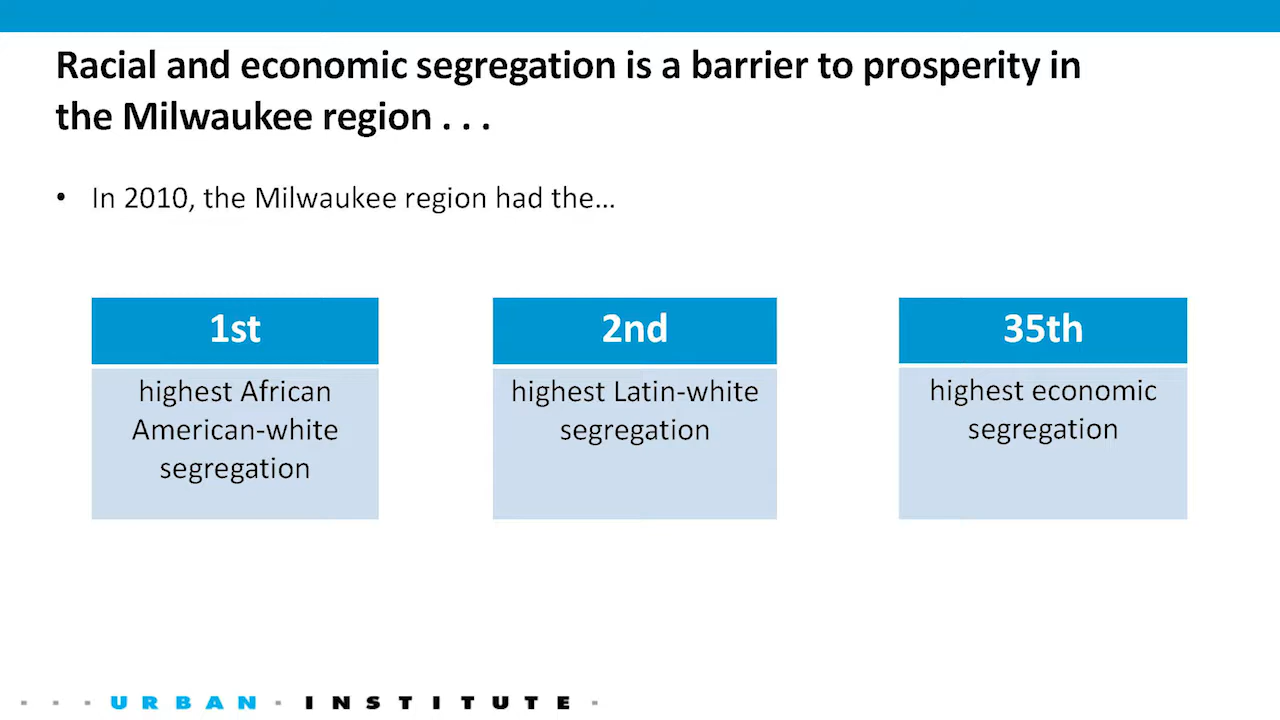 Racial and economic segregation is a barrier to prosperity in
the Milwaukee region . . .
• In 2010, the Milwaukee region had the…
1st
highest African
American-white
segregation
2nd
highest Latin-white
segregation
35th
highest economic
segregation
URBAN INSTITUTE